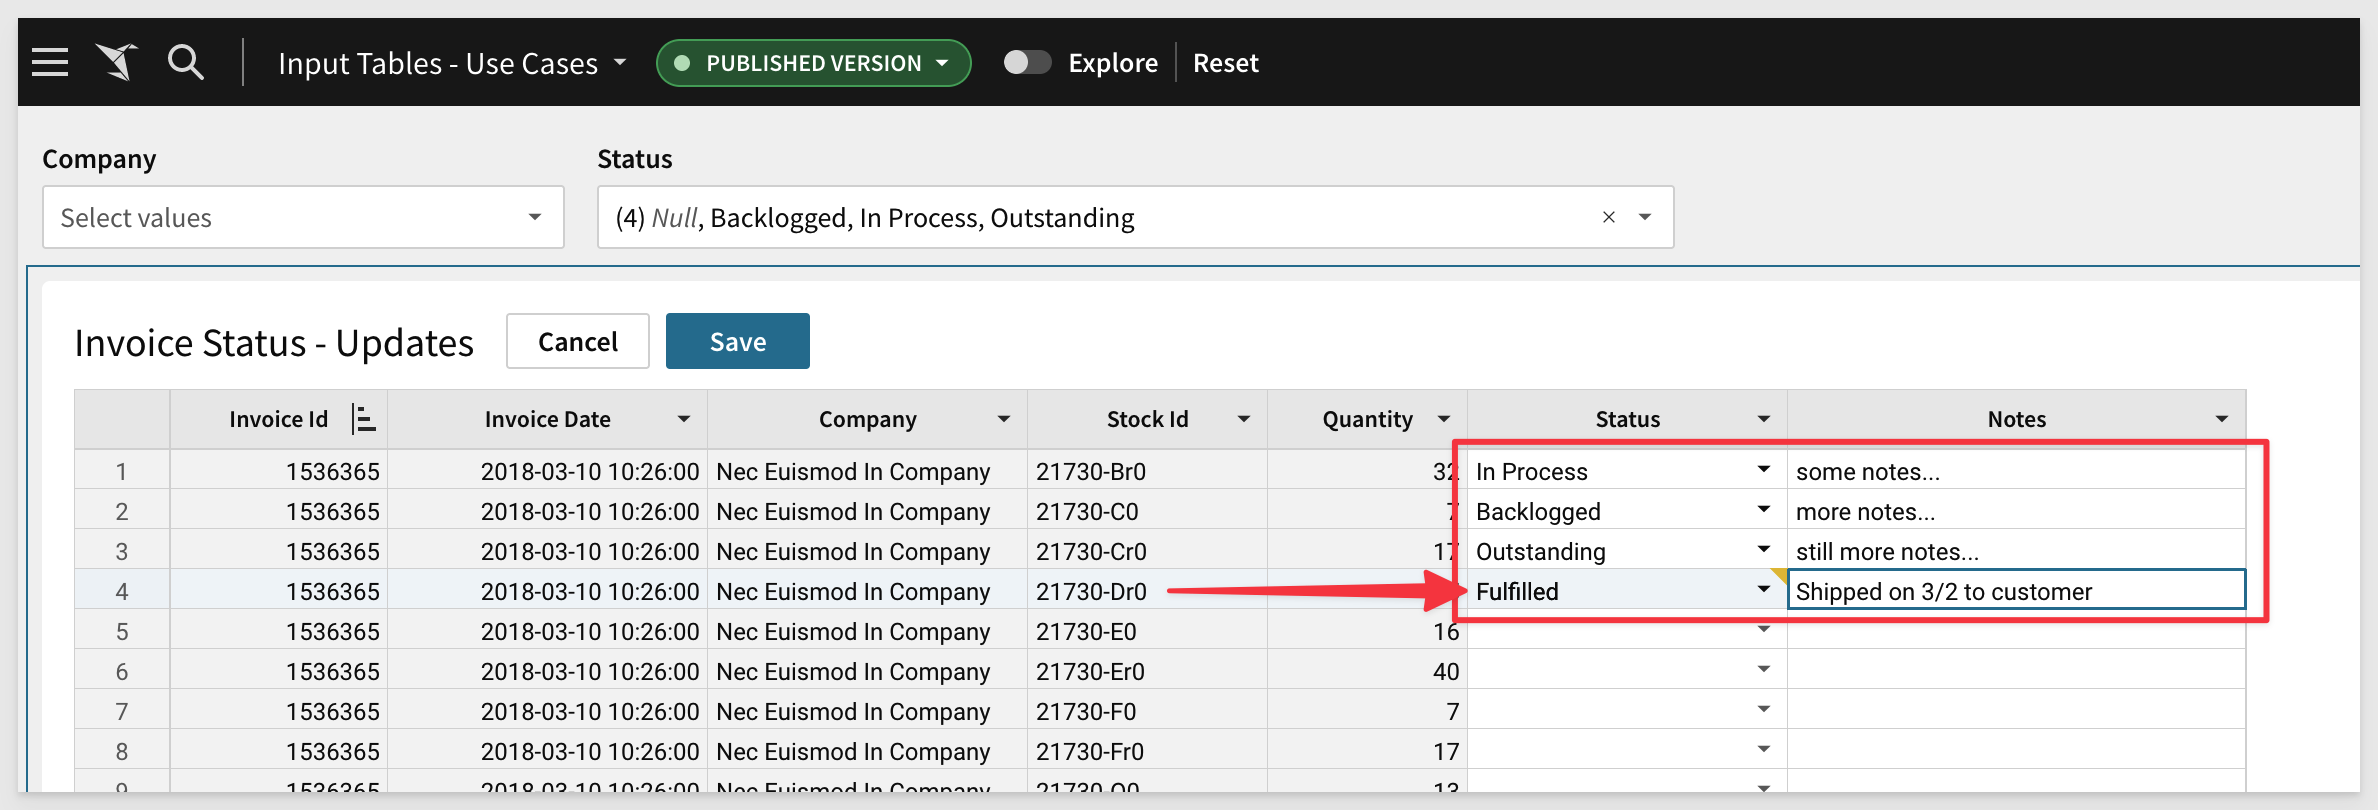 Input Tables - Use Cases PUBLISHED VERSION Explore Reset
Company Status
Select values (4) Null, Backlogged, In Process, Outstanding
Invoice Status - Updates Cancel Save
Invoice Id Invoice Date Company Stock Id Quantity Status Notes
1 1536365 2018-03-10 10:26:00 Nec Euismod In Company 21730-Br0 32 In Process some notes...
2 1536365 2018-03-10 10:26:00 Nec Euismod In Company 21730-C0 7 Backlogged more notes...
3 1536365 2018-03-10 10:26:00 Nec Euismod In Company 21730-Cr0 17 Outstanding still more notes...
4 1536365 2018-03-10 10:26:00 Nec Euismod In Company 21730-Dr0 Fulfilled Shipped on 3/2 to customer
5 1536365 2018-03-10 10:26:00 Nec Euismod In Company 21730-E0 16
6 1536365 2018-03-10 10:26:00 Nec Euismod In Company 21730-Er0 40
7 1536365 2018-03-10 10:26:00 Nec Euismod In Company 21730-F0 7
8 1536365 2018-03-10 10:26:00 Nec Euismod In Company 21730-Fr0 17
9 1536365 2018-03-10 10:26:00 Nec Euismod In Company